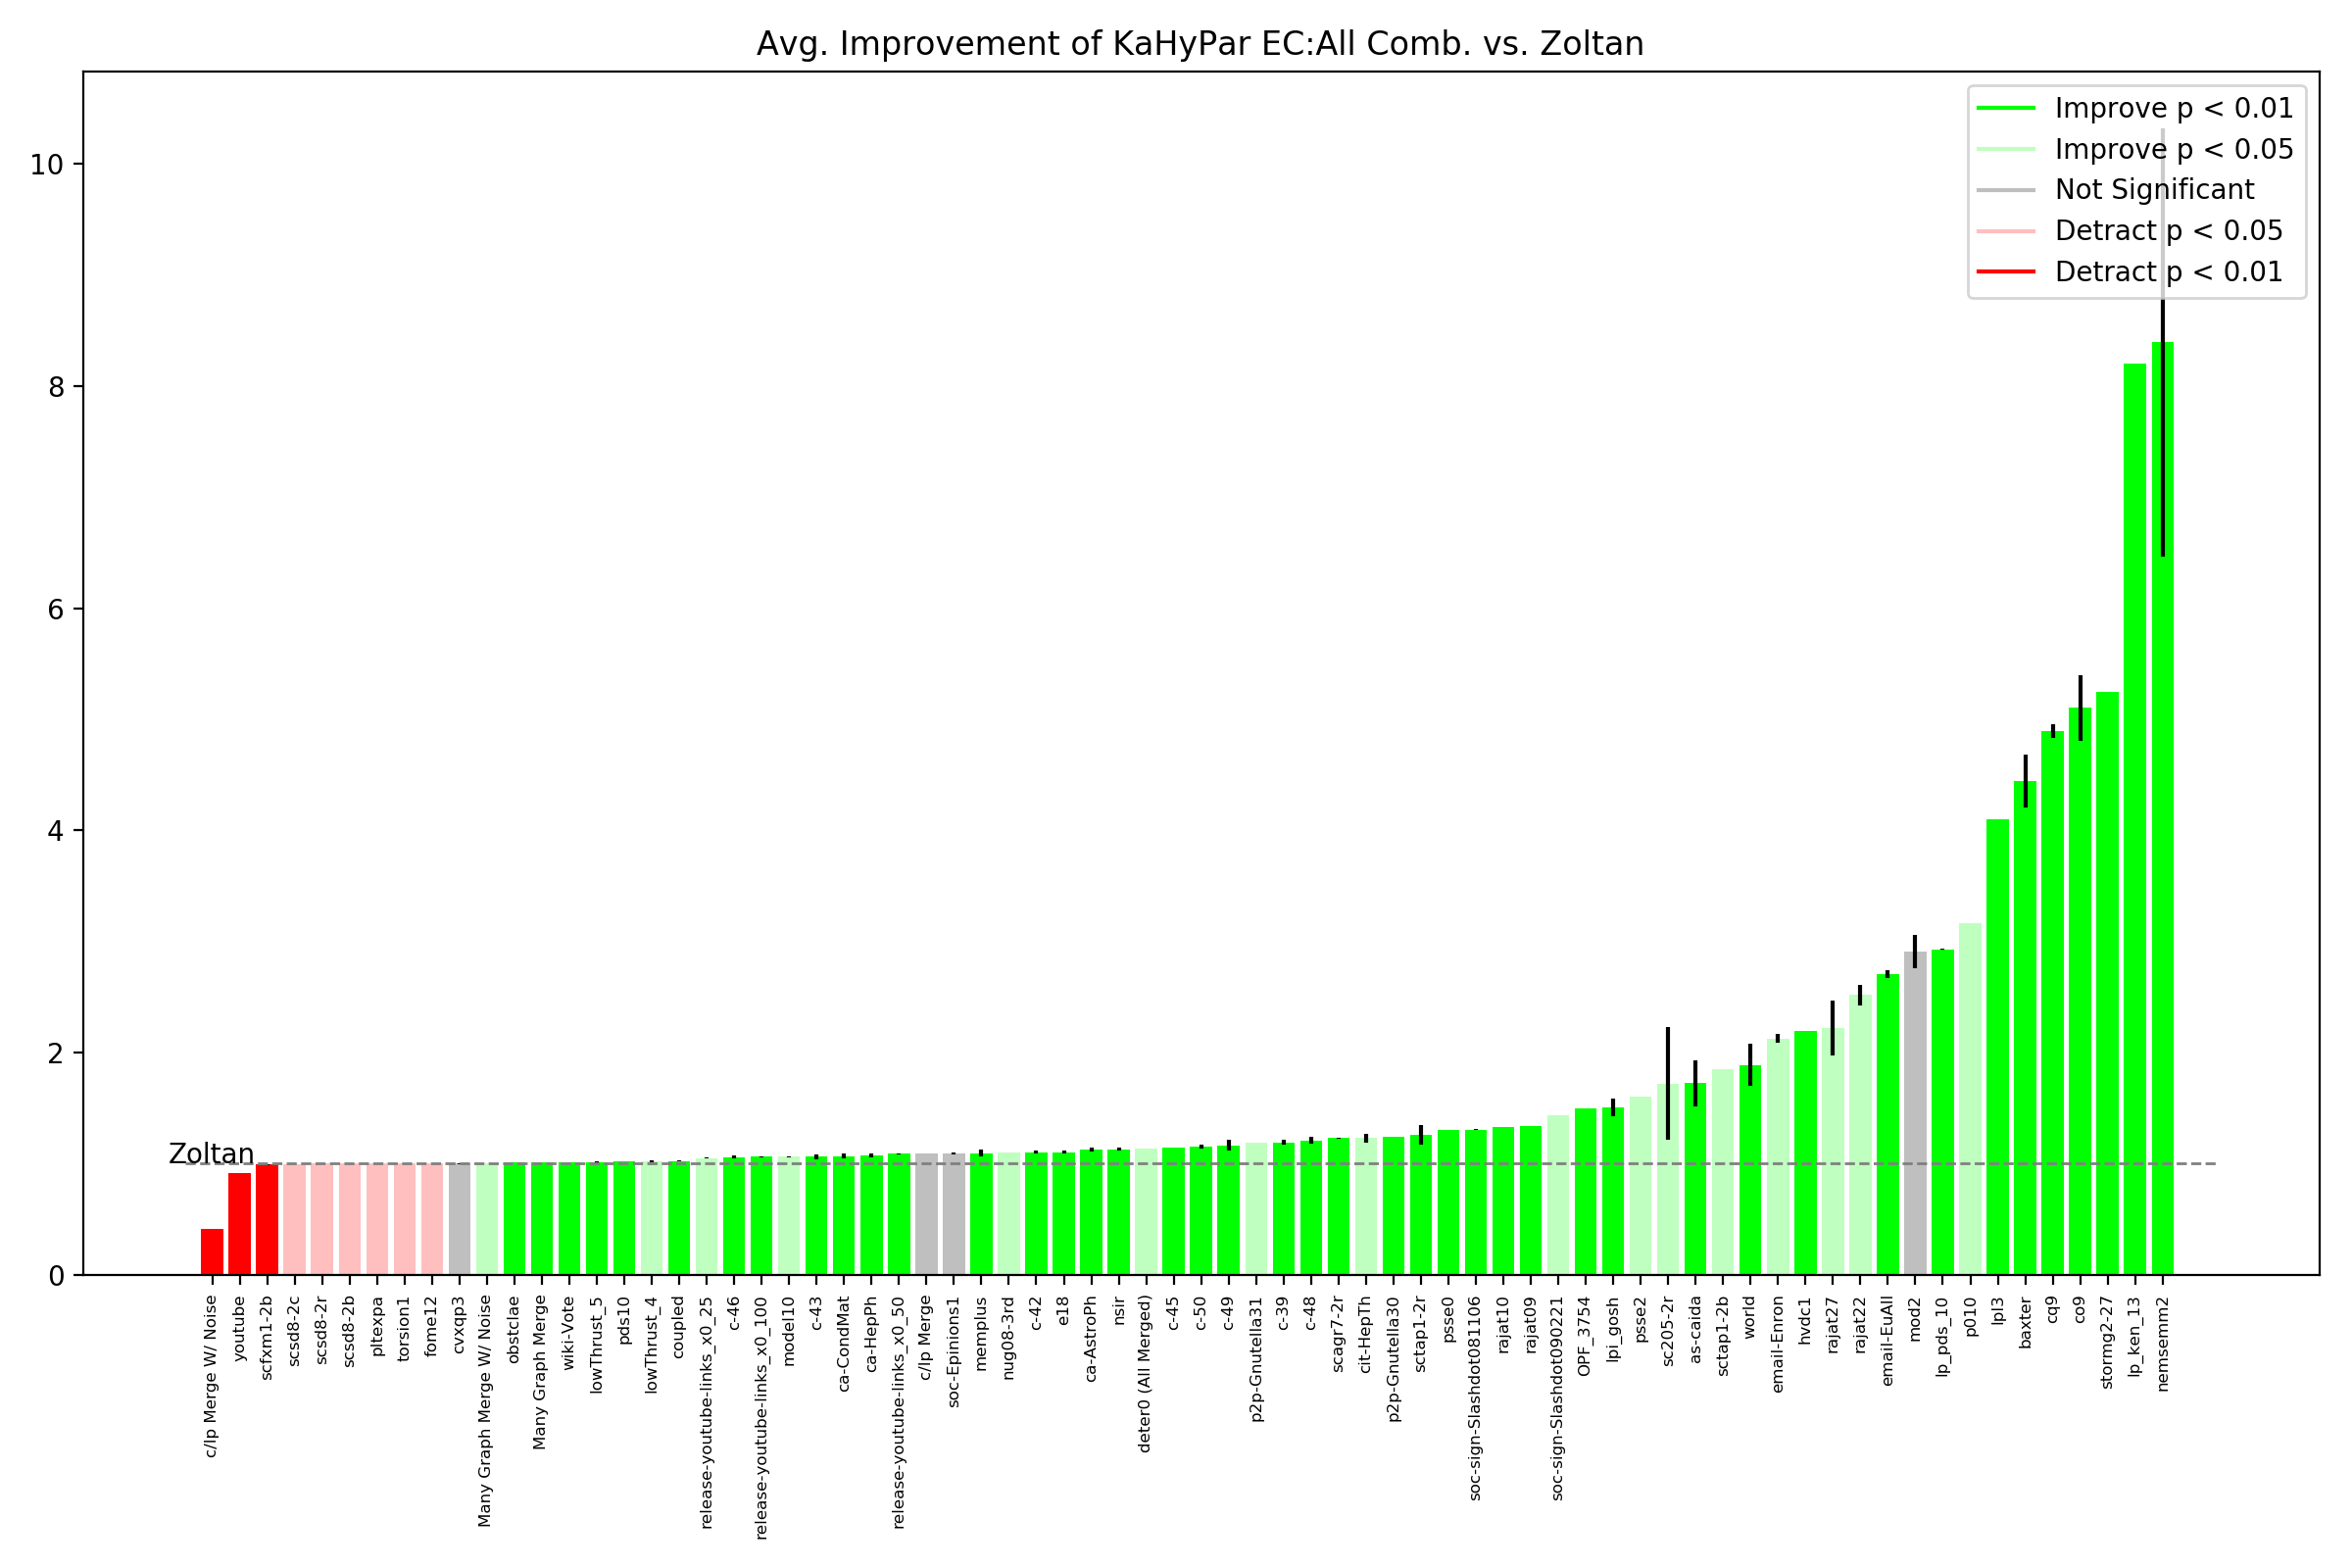 Avg. Improvement of KaHyPar EC:All Comb. vs. Zoltan
Improve p < 0.01
Improve p < 0.05
Not Significant
Detract p < 0.05
Detract p < 0.01
10
8
6
4
2
0
Zoltan
c/lp Merge W/ Noise
youtube
scfxm1-2b
scsd8-2c
scsd8-2r
scsd8-2b
pltexpa
torsion1
fome12
cvxqp3
Many Graph Merge W/ Noise
obstclae
Many Graph Merge
wiki-Vote
lowThrust_5
pds10
lowThrust_4
coupled
release-youtube-links_x0_25
c-46
release-youtube-links_x0_100
model10
c-43
ca-CondMat
ca-HepPh
release-youtube-links_x0_50
c/lp Merge
soc-Epinions1
memplus
nug08-3rd
c-42
e18
ca-AstroPh
nsir
deter0 (All Merged)
c-45
c-50
c-49
p2p-Gnutella31
c-39
c-48
scagr7-2r
cit-HepTh
p2p-Gnutella30
sctap1-2r
psse0
soc-sign-Slashdot081106
rajat10
rajat09
soc-sign-Slashdot090221
OPF_3754
lpi_gosh
psse2
sc205-2r
as-caida
sctap1-2b
world
email-Enron
hvdc1
rajat27
rajat22
email-EuAll
mod2
lp_pds_10
p010
lpl3
baxter
cq9
co9
stormg2-27
lp_ken_13
nemsemm2